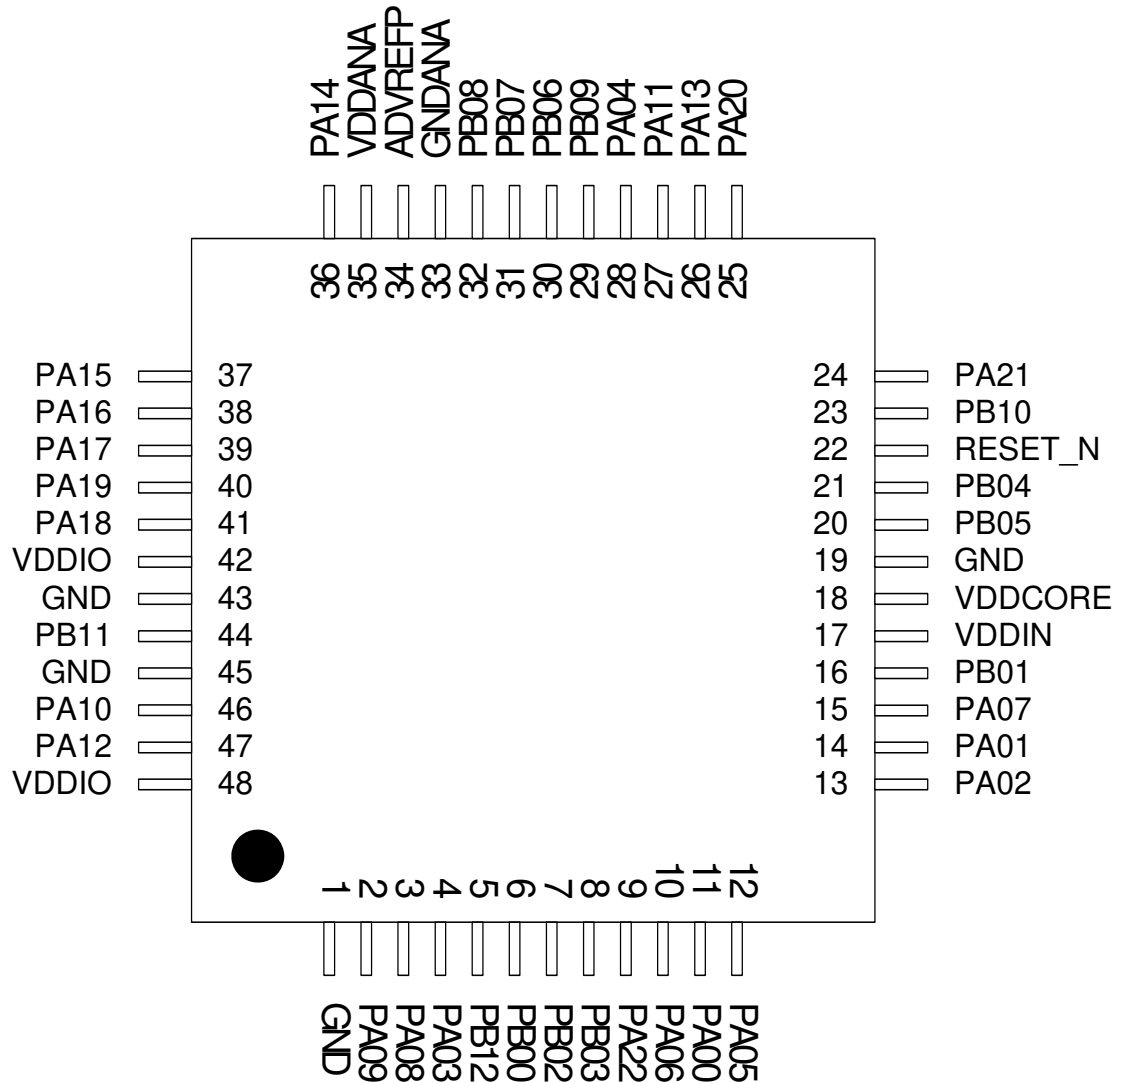 PA14
VDDANA
ADVREFP
GNDANA
PB08
PB07
PB06
PB09
PA04
PA11
PA13
PA20
36
35
34
33
32
31
30
29
28
27
26
25
PA15 37
PA16 38
PA17 39
PA19 40
PA18 41
VDDIO 42
GND 43
PB11 44
GND 45
PA10 46
PA12 47
VDDIO 48
24 PA21
23 PB10
22 RESET_N
21 PB04
20 PB05
19 GND
18 VDDCORE
17 VDDIN
16 PB01
15 PA07
14 PA01
13 PA02
1
2
3
4
5
6
7
8
9
10
11
12
GND
PA09
PA08
PA03
PB12
PB00
PB02
PB03
PA22
PA06
PA00
PA05